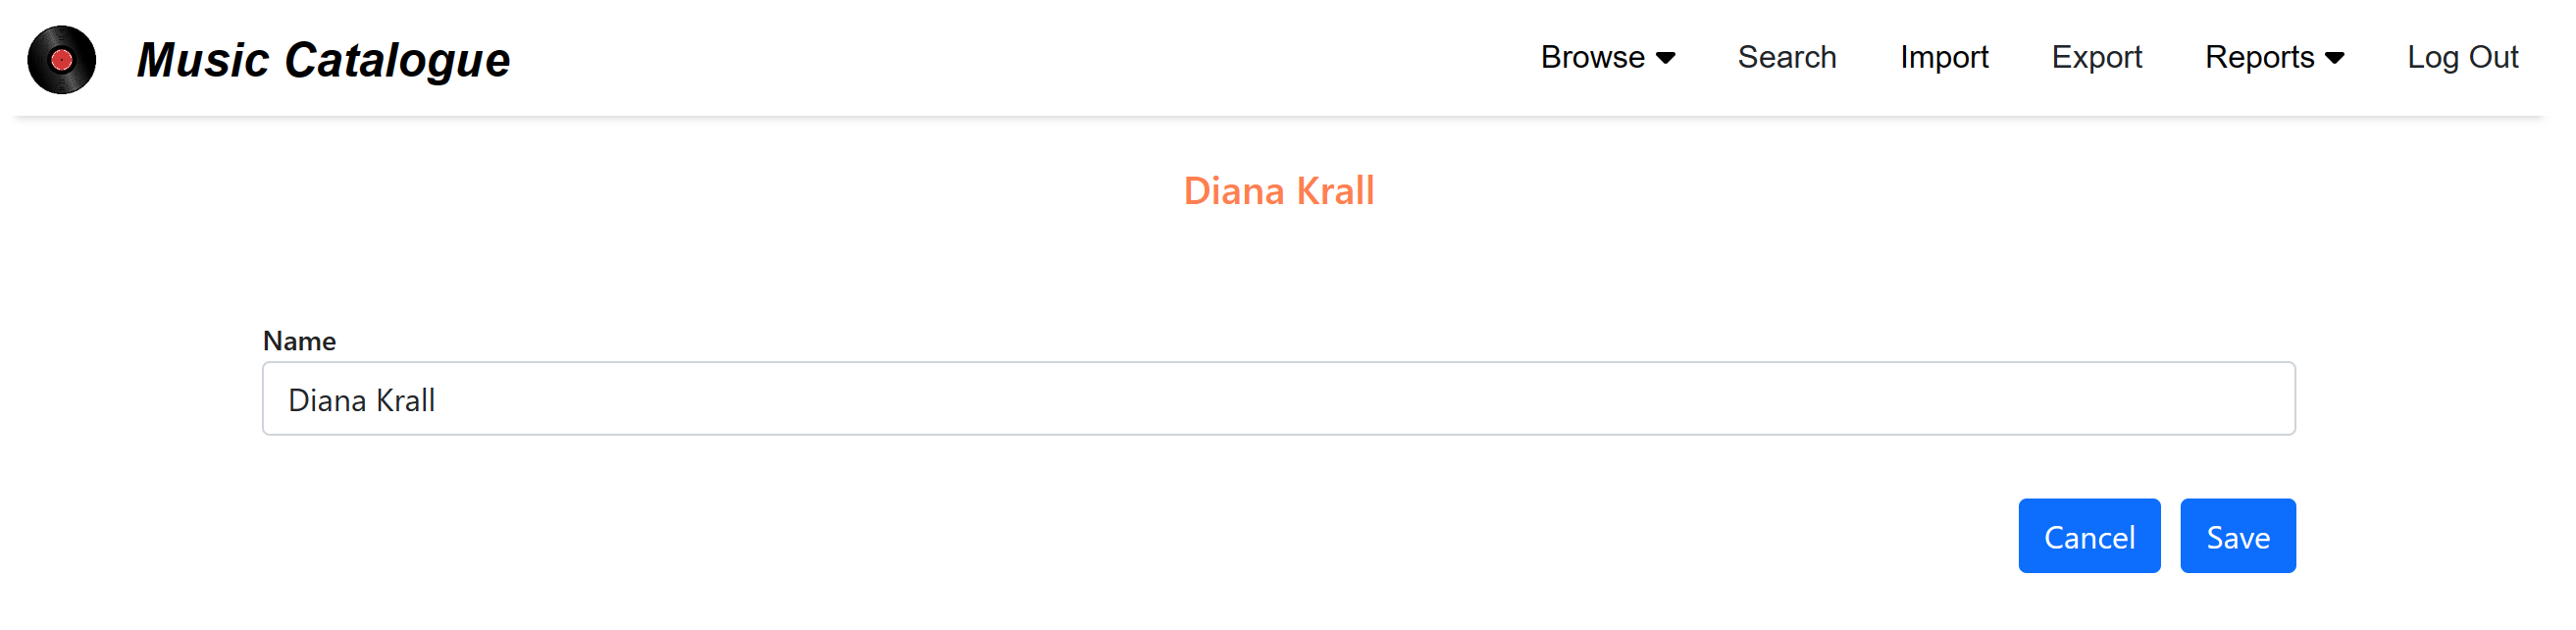 Music Catalogue Browse Search Import Export Reports Log Out
Diana Krall
Name
Diana Krall
Cancel Save